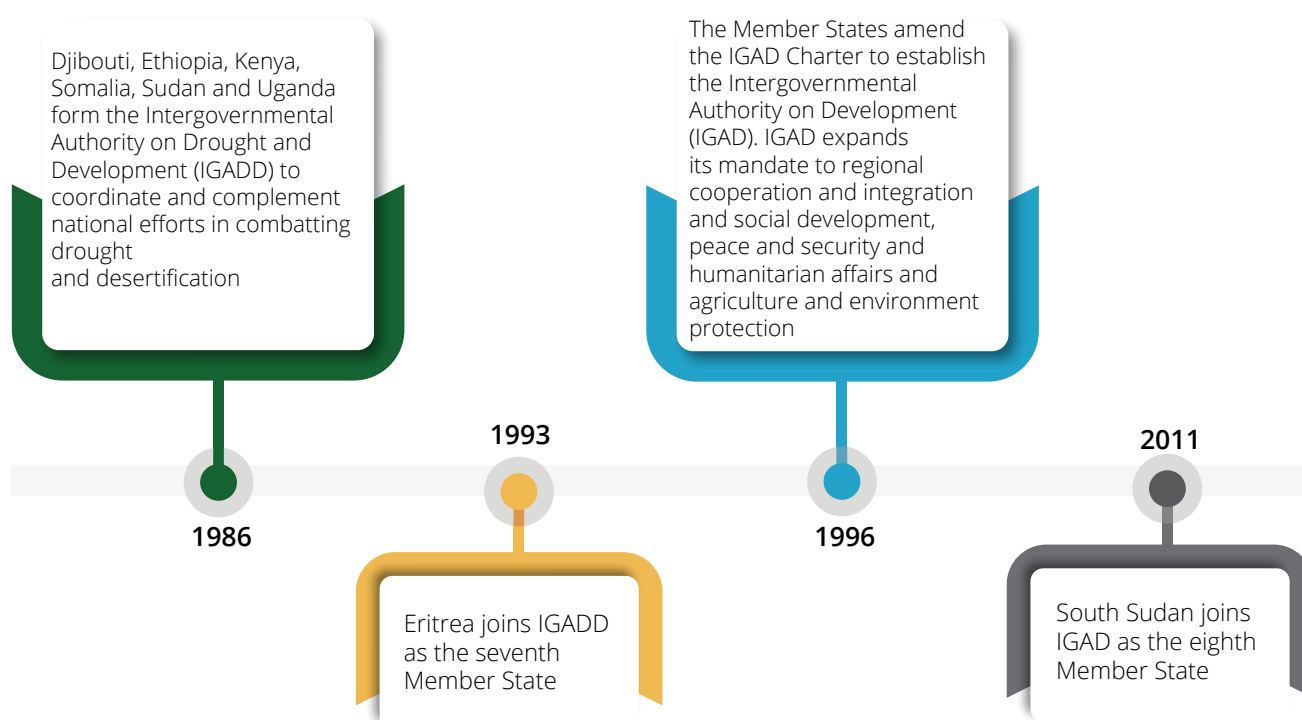 Djibouti, Ethiopia, Kenya,
Somalia, Sudan and Uganda
form the Intergovernmental
Authority on Drought and
Development (IGADD) to
coordinate and complement
national efforts in combatting
drought
and desertification
1986
1993
Eritrea joins IGADD
as the seventh
Member State
The Member States amend
the IGAD Charter to establish
the Intergovernmental
Authority on Development
(IGAD). IGAD expands
its mandate to regional
cooperation and integration
and social development,
peace and security and
humanitarian affairs and
agriculture and environment
protection
1996
2011
South Sudan joins
IGAD as the eighth
Member State